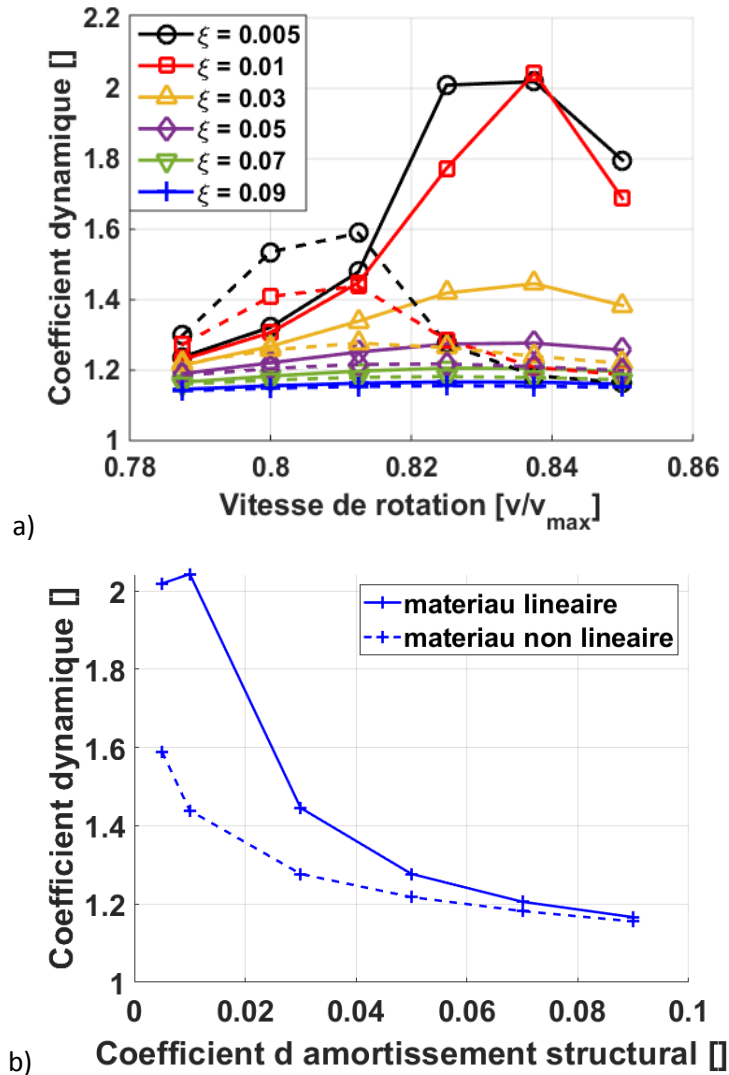 2.2
2
1.8
1.6
1.4
1.2
1
Coefficient dynamique []
ξ = 0.005
ξ = 0.01
ξ = 0.03
ξ = 0.05
ξ = 0.07
ξ = 0.09
0.78
0.8
0.82
0.84
0.86
Vitesse de rotation [v/vmax]
a)
2
1.8
1.6
1.4
1.2
1
Coefficient dynamique []
materiau lineaire
materiau non lineaire
0
0.02
0.04
0.06
0.08
0.1
b)
Coefficient d amortissement structural []